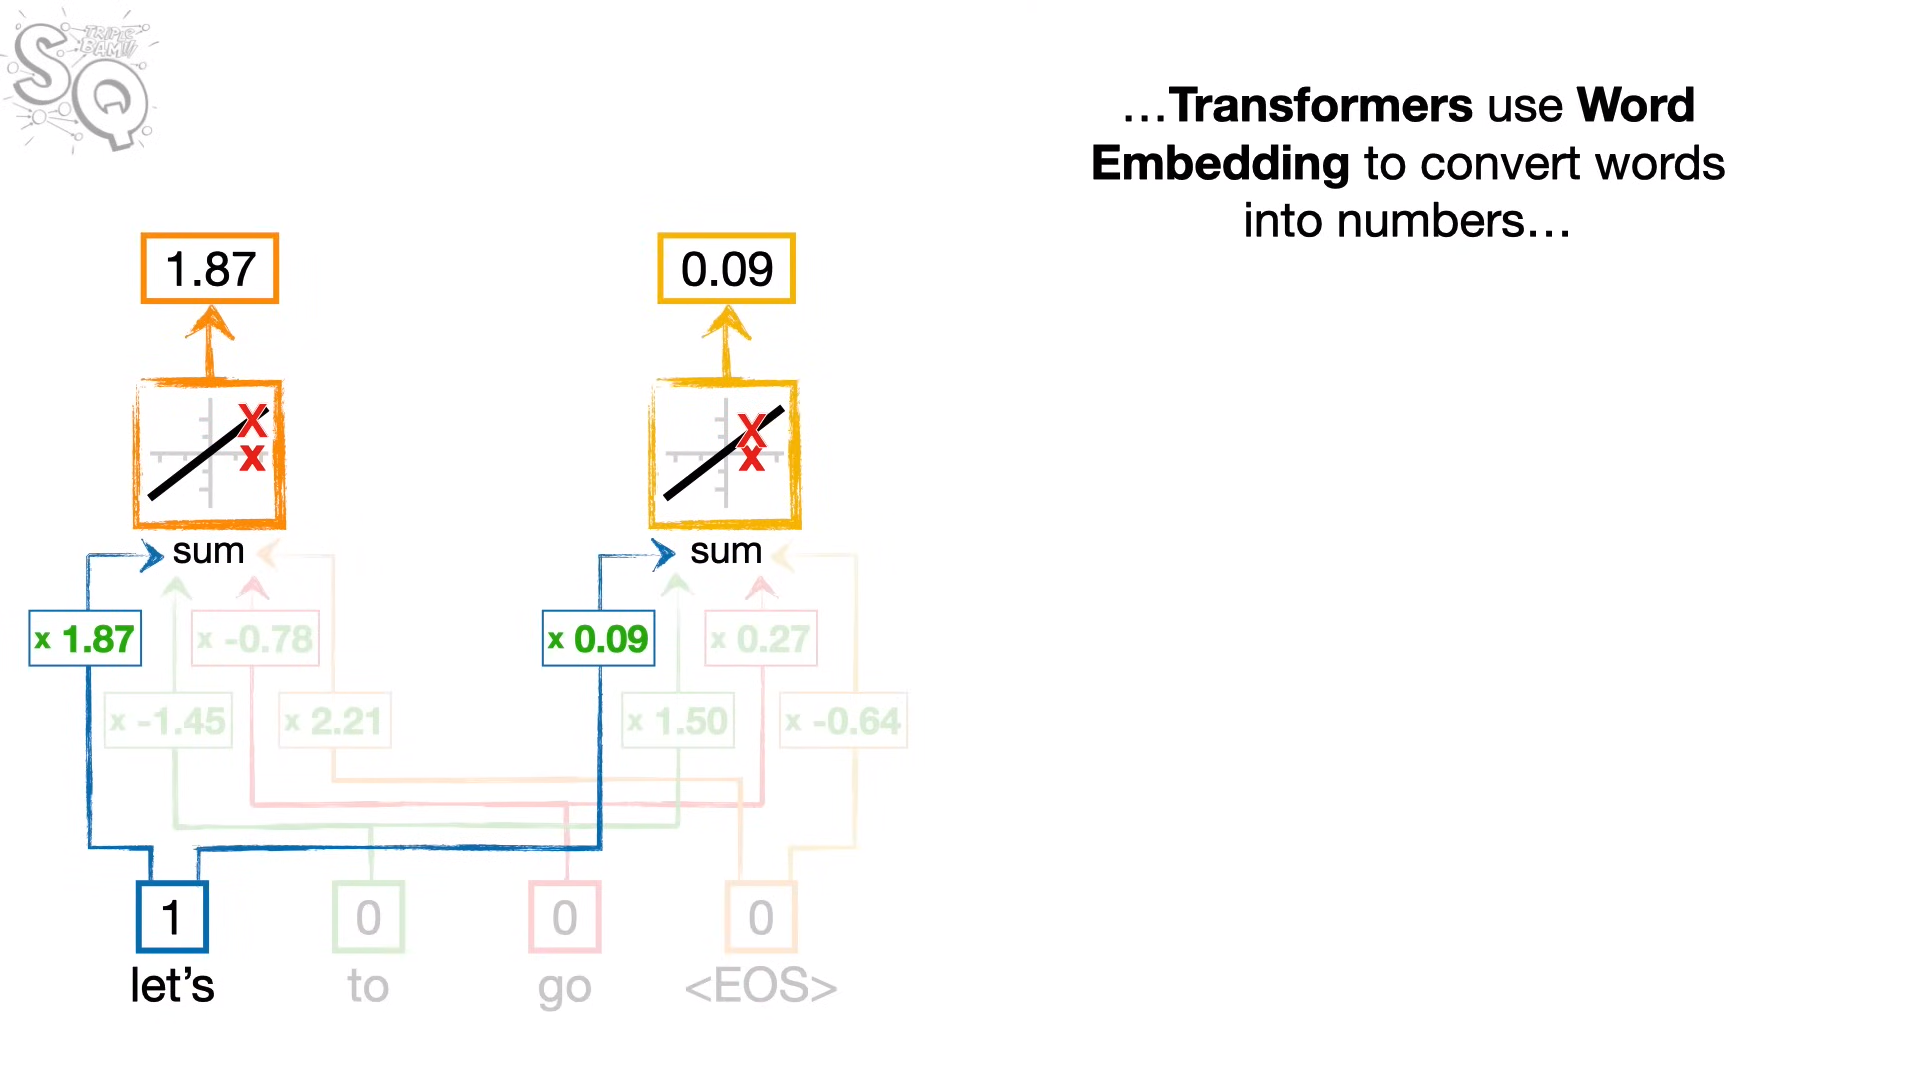 SQ
TRIPLE
BAM!!!
…Transformers use Word
Embedding to convert words
into numbers…
1.87 0.09
X X
x x
sum sum
x 1.87 x -0.78 x 0.09 x 0.27
x -1.45 x 2.21 x 1.50 x -0.64
1 0 0 0
let’s to go <EOS>